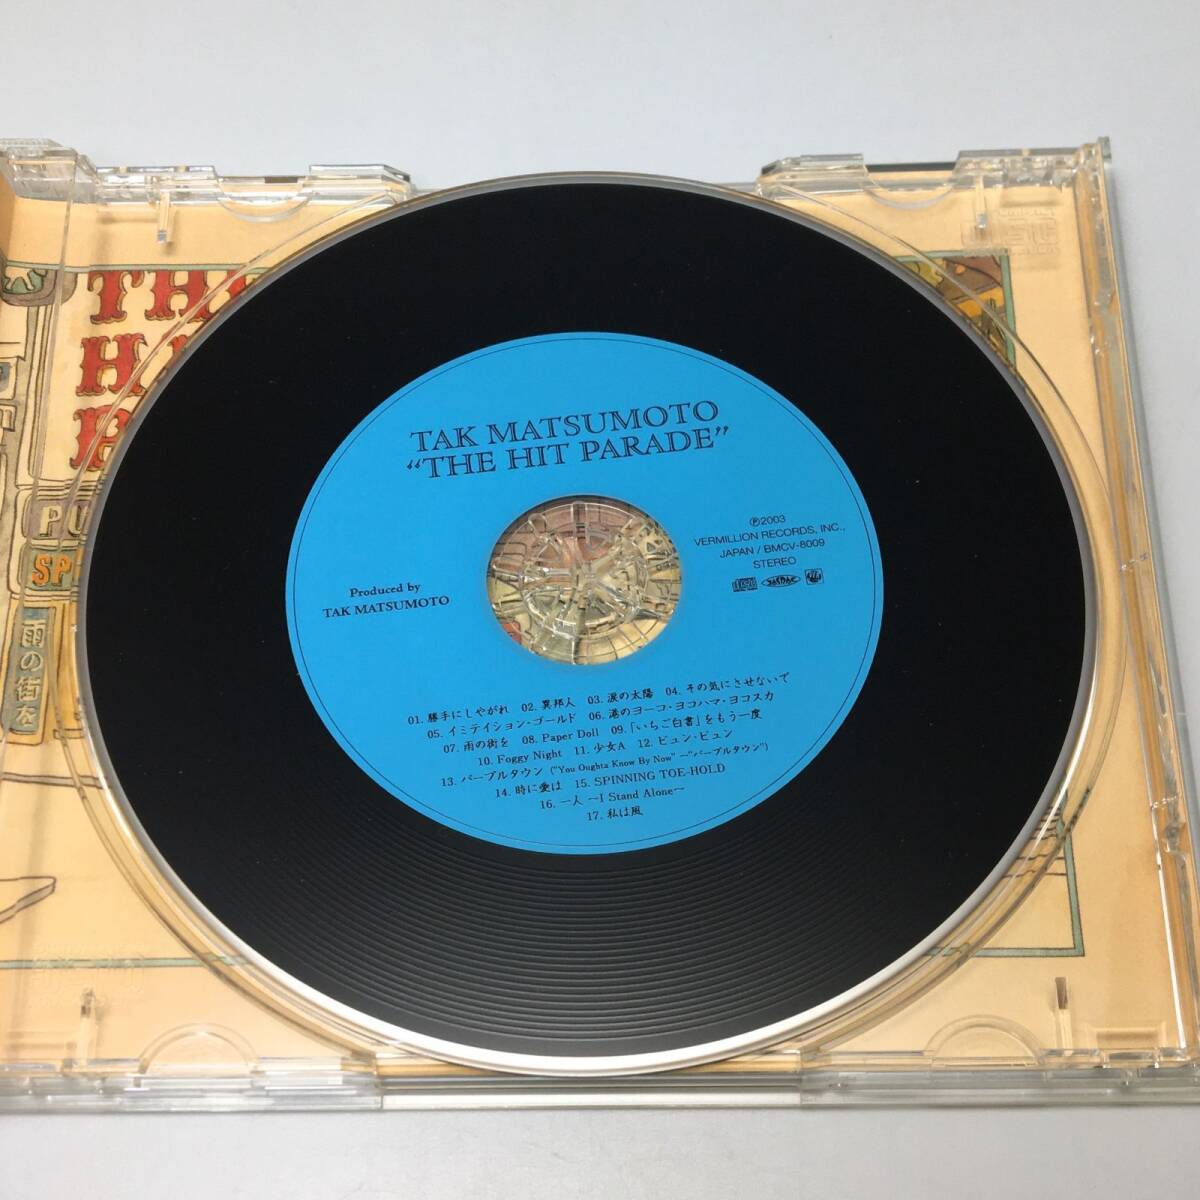 TAK MATSUMOTO
“THE HIT PARADE”
Ⓟ2003
VERMILLION RECORDS, INC.,
JAPAN / BMCV-8009
STEREO
JASRAC
Produced by
TAK MATSUMOTO
01. 勝手にしやがれ 02. 異邦人 03. 涙の太陽 04. その気にさせないで
05. イミテイション・ゴールド 06. 港のヨーコ・ヨコハマ・ヨコスカ
07. 雨の街を 08. Paper Doll 09.「いちご白書」をもう一度
10. Foggy Night 11. 少女A 12. ビュン・ビュン
13. パープルタウン ("You Oughta Know By Now" ー"パープルタウン")
14. 時に愛は 15. SPINNING TOE-HOLD
16. 一人 〜I Stand Alone〜
17. 私は風
TH
H
PU
SP
雨の街を